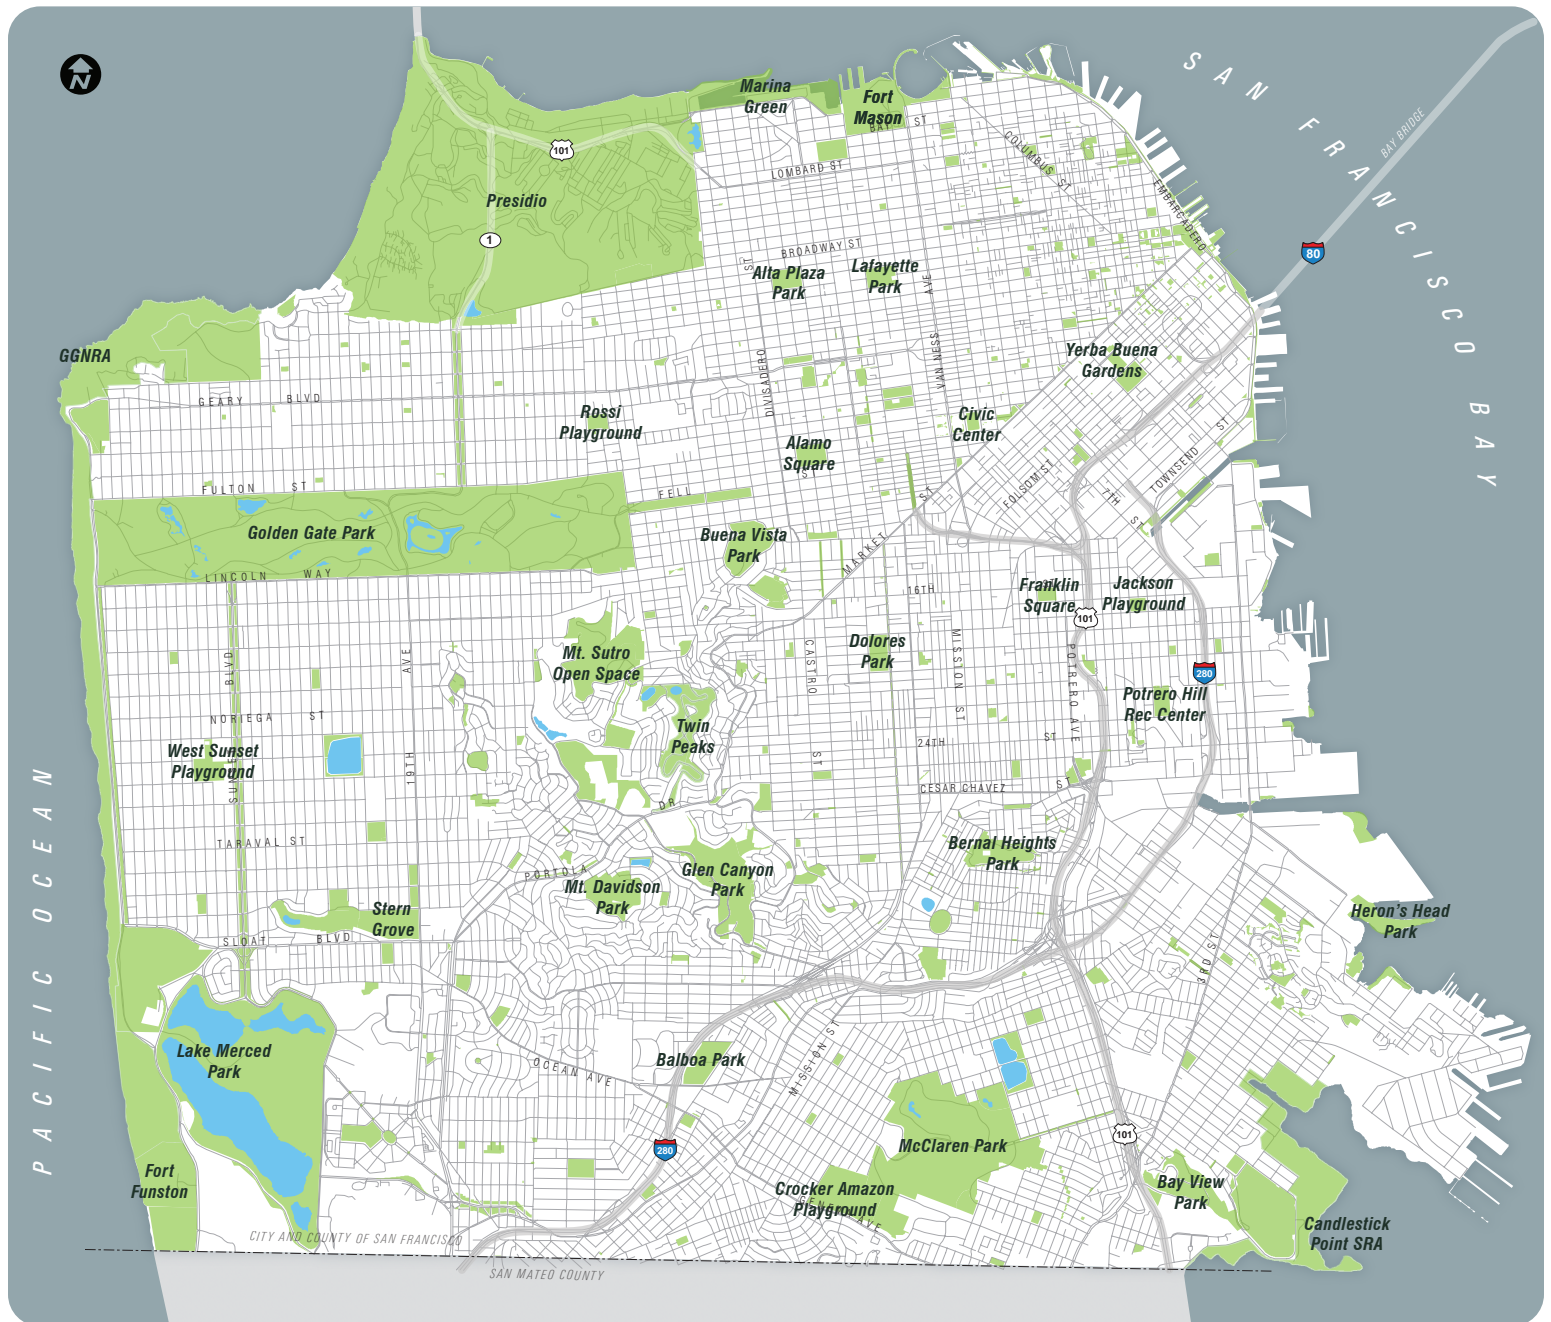 N
SAN FRANCISCO BAY
BAY BRIDGE
80
Marina
Green
Fort
Mason
BAY ST
101
LOMBARD ST
COLUMBUS ST
EMBARCADERO
Presidio
1
BROADWAY ST
Alta Plaza
Park
Lafayette
Park
DIVISADERO ST
VAN NESS AVE
GGNRA
Yerba Buena
Gardens
GEARY BLVD
Rossi
Playground
Civic
Center
Alamo
Square
FULTON ST
FELL ST
FOLSOM ST
7TH ST
TOWNSEND ST
Golden Gate Park
Buena Vista
Park
MARKET ST
LINCOLN WAY
16TH ST
Franklin
Square
Jackson
Playground
101
Mt. Sutro
Open Space
Dolores
Park
CASTRO ST
MISSION ST
POTRERO AVE
280
SUNSET BLVD
19TH AVE
NORIEGA ST
Twin
Peaks
Potrero Hill
Rec Center
24TH ST
West Sunset
Playground
CESAR CHAVEZ ST
TARAVAL ST
PORTOLA DR
Bernal Heights
Park
Glen Canyon
Park
Mt. Davidson
Park
Stern
Grove
SLOAT BLVD
Heron's Head
Park
3RD ST
PACIFIC OCEAN
Lake Merced
Park
OCEAN AVE
Balboa Park
MISSION ST
280
McClaren Park
101
Fort
Funston
Crocker Amazon
Playground
GENEVA AVE
Bay View
Park
Candlestick
Point SRA
CITY AND COUNTY OF SAN FRANCISCO
SAN MATEO COUNTY